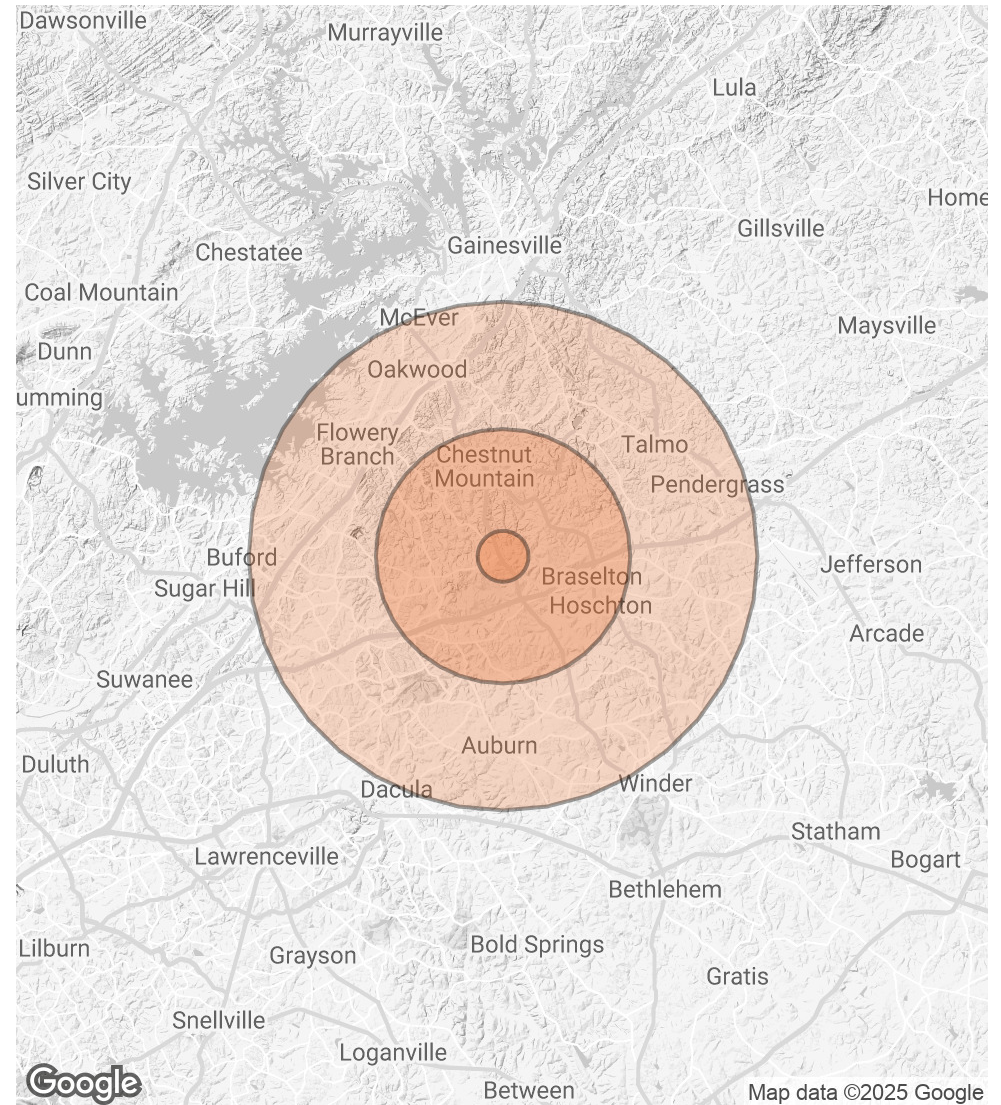 Dawsonville
Murrayville
Lula
Silver City
Home
Gillsville
Gainesville
Chestatee
Coal Mountain
McEver
Maysville
Dunn
Oakwood
umming
Flowery
Branch
Chestnut
Mountain
Talmo
Pendergrass
Buford
Jefferson
Braselton
Sugar Hill
Hoschton
Arcade
Suwanee
Auburn
Duluth
Winder
Dacula
Statham
Lawrenceville
Bogart
Bethlehem
Lilburn
Bold Springs
Grayson
Gratis
Snellville
Loganville
Google
Between
Map data ©2025 Google